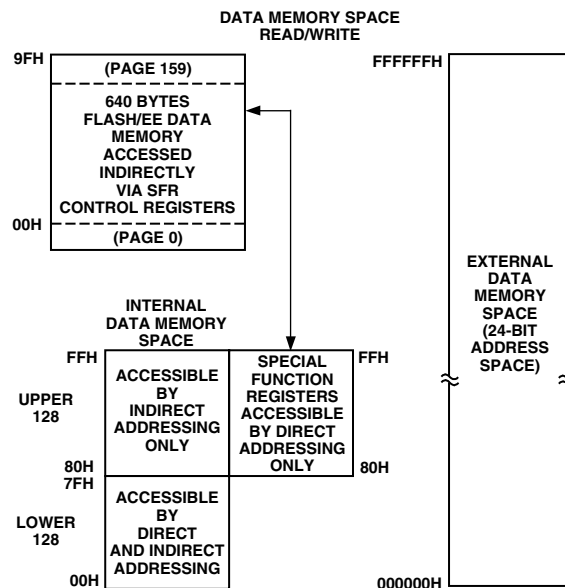 DATA MEMORY SPACE
READ/WRITE
9FH
(PAGE 159)
640 BYTES
FLASH/EE DATA
MEMORY
ACCESSED
INDIRECTLY
VIA SFR
CONTROL REGISTERS
00H
(PAGE 0)
FFFFFFH
EXTERNAL
DATA
MEMORY
SPACE
(24-BIT
ADDRESS
SPACE)
000000H
INTERNAL
DATA MEMORY
SPACE
FFH
UPPER
128
ACCESSIBLE
BY
INDIRECT
ADDRESSING
ONLY
80H
SPECIAL
FUNCTION
REGISTERS
ACCESSIBLE
BY DIRECT
ADDRESSING
ONLY
FFH
80H
7FH
LOWER
128
ACCESSIBLE
BY
DIRECT
AND INDIRECT
ADDRESSING
00H